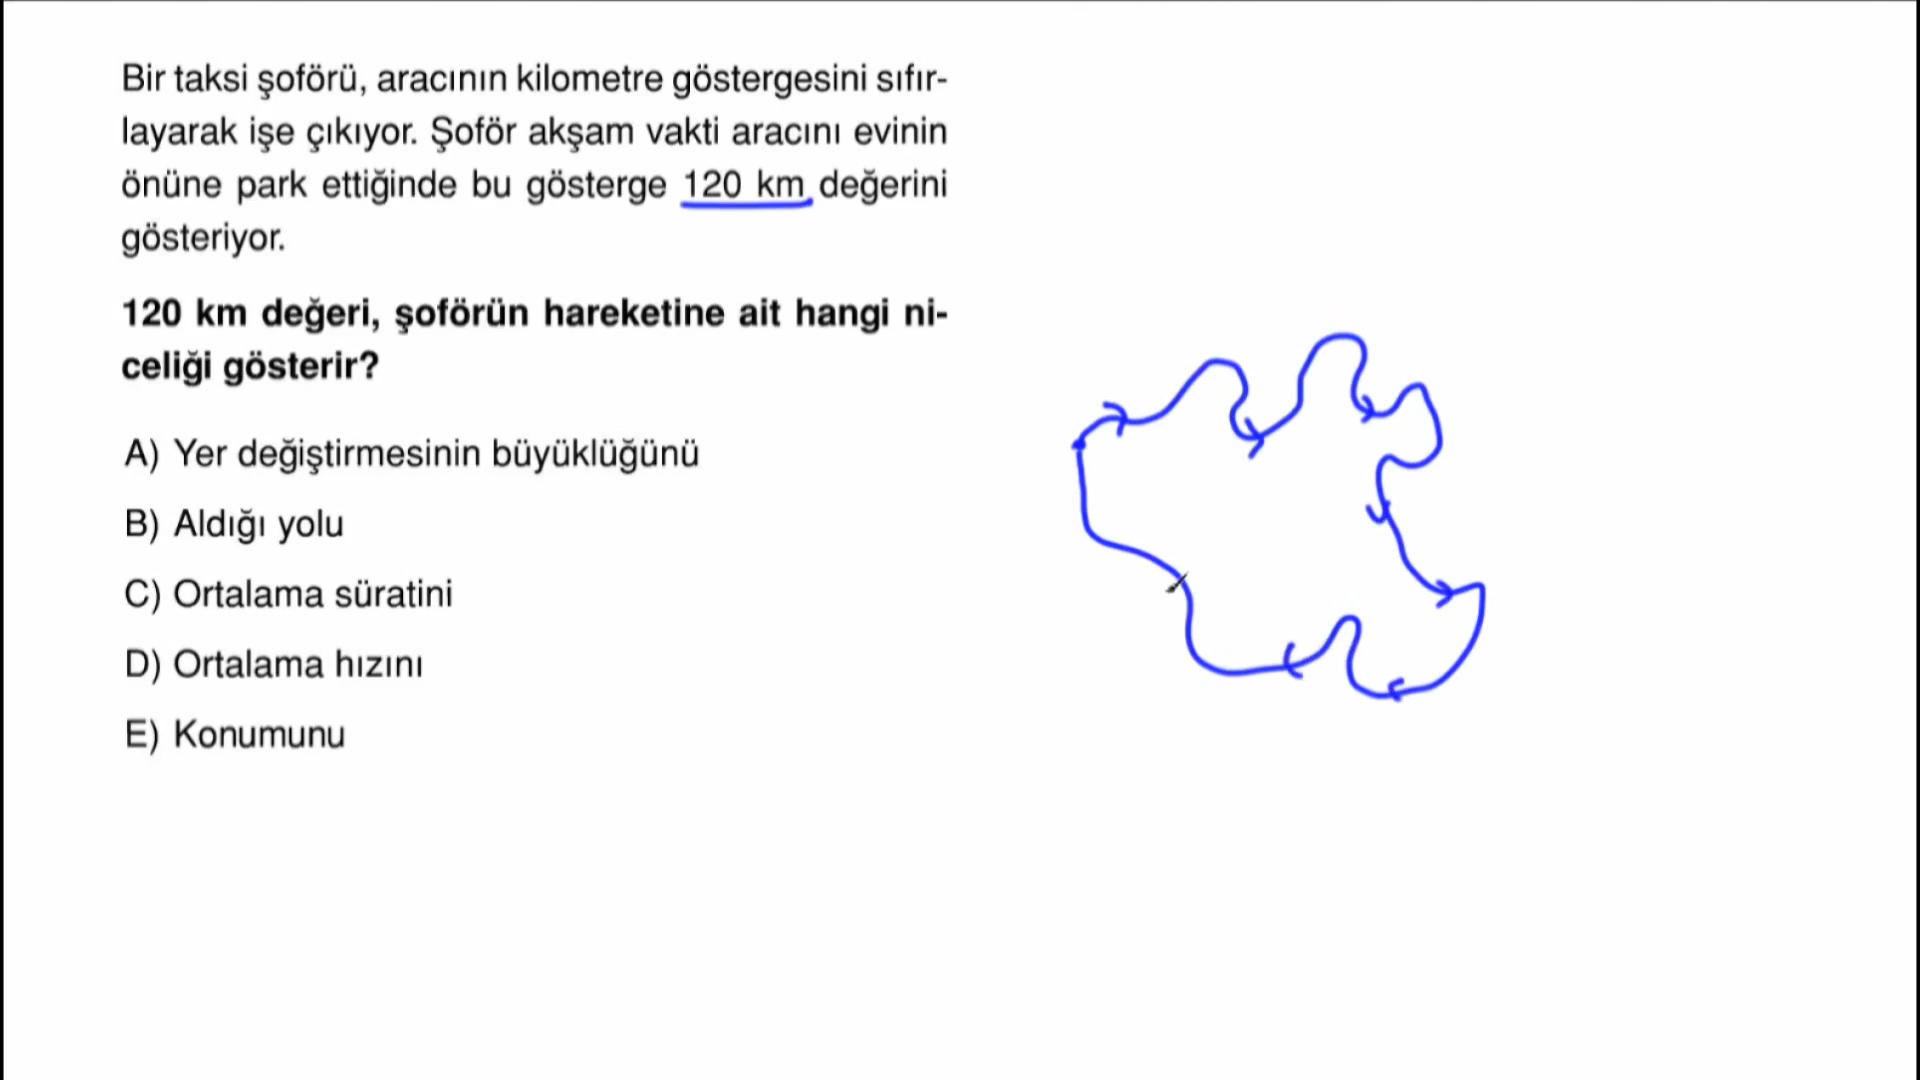 Bir taksi şoförü, aracının kilometre göstergesini sıfır-
layarak işe çıkıyor. Şoför akşam vakti aracını evinin
önüne park ettiğinde bu gösterge 120 km değerini
gösteriyor.
120 km değeri, şoförün hareketine ait hangi ni-
celiği gösterir?
A) Yer değiştirmesinin büyüklüğünü
B) Aldığı yolu
C) Ortalama süratini
D) Ortalama hızını
E) Konumunu